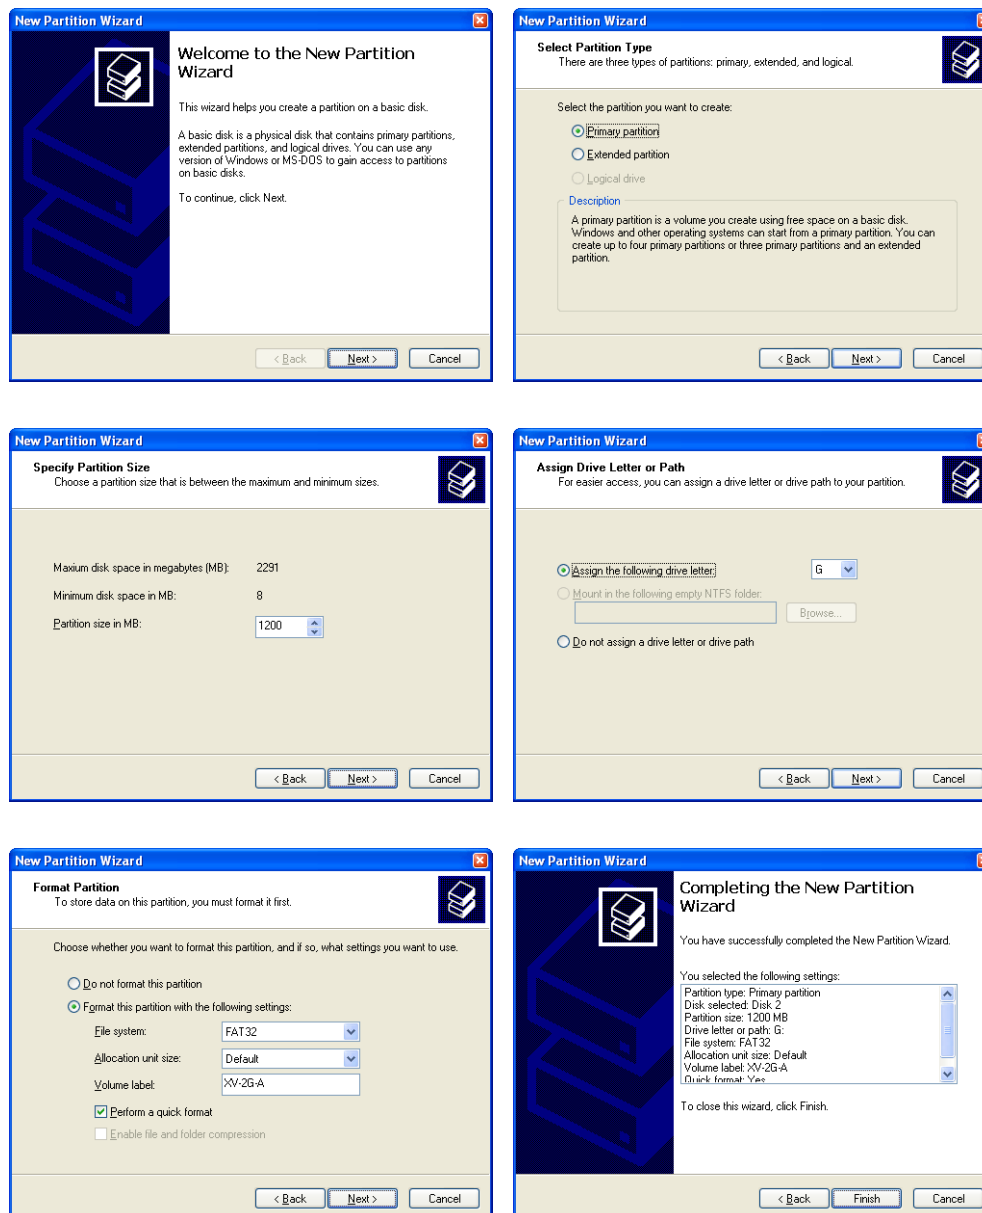 New Partition Wizard
Welcome to the New Partition
Wizard
This wizard helps you create a partition on a basic disk.
A basic disk is a physical disk that contains primary partitions,
extended partitions, and logical drives. You can use any
version of Windows or MS-DOS to gain access to partitions
on basic disks.
To continue, click Next.
< Back
Next >
Cancel
New Partition Wizard
Select Partition Type
There are three types of partitions: primary, extended, and logical.
Select the partition you want to create:
Primary partition
Extended partition
Logical drive
Description
A primary partition is a volume you create using free space on a basic disk.
Windows and other operating systems can start from a primary partition. You can
create up to four primary partitions or three primary partitions and an extended
partition.
< Back
Next >
Cancel
New Partition Wizard
Specify Partition Size
Choose a partition size that is between the maximum and minimum sizes.
Maxium disk space in megabytes (MB): 2291
Minimum disk space in MB: 8
Partition size in MB: 1200
< Back
Next >
Cancel
New Partition Wizard
Assign Drive Letter or Path
For easier access, you can assign a drive letter or drive path to your partition.
Assign the following drive letter: G
Mount in the following empty NTFS folder:
Browse...
Do not assign a drive letter or drive path
< Back
Next >
Cancel
New Partition Wizard
Format Partition
To store data on this partition, you must format it first.
Choose whether you want to format this partition, and if so, what settings you want to use.
Do not format this partition
Format this partition with the following settings:
File system: FAT32
Allocation unit size: Default
Volume label: XV-2G-A
Perform a quick format
Enable file and folder compression
< Back
Next >
Cancel
New Partition Wizard
Completing the New Partition
Wizard
You have successfully completed the New Partition Wizard.
You selected the following settings:
Partition type: Primary partition
Disk selected: Disk 2
Partition size: 1200 MB
Drive letter or path: G:
File system: FAT32
Allocation unit size: Default
Volume label: XV-2G-A
Quick format: Yes
To close this wizard, click Finish.
< Back
Finish
Cancel